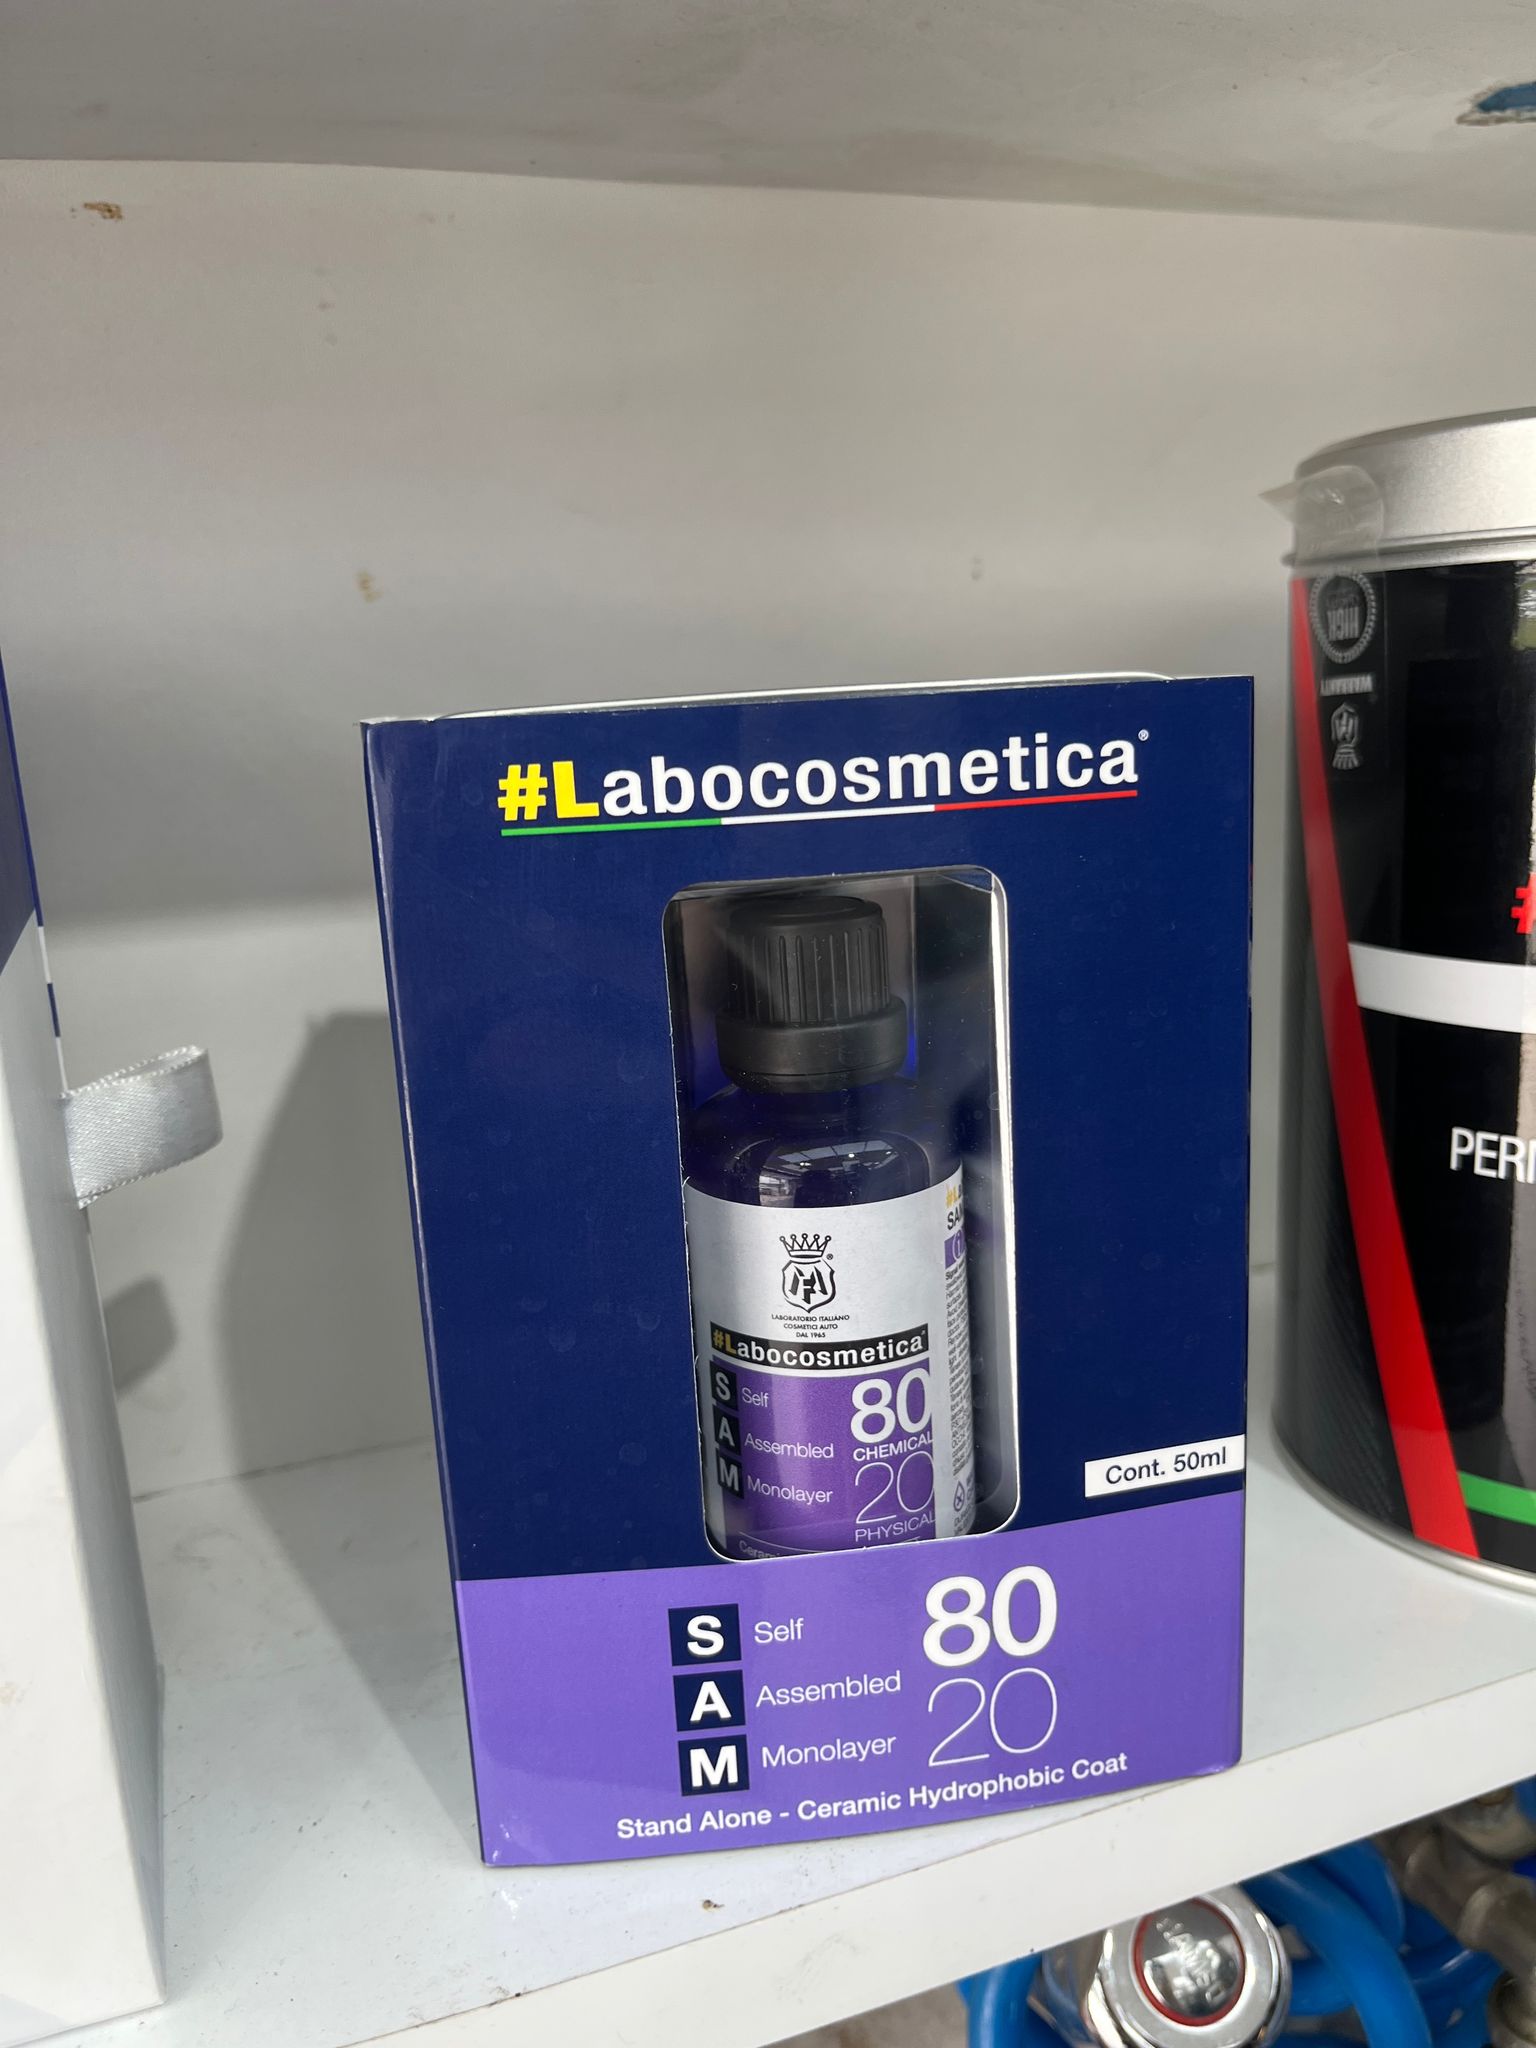 #Labocosmetica®
LABORATORIO ITALIANO
COSMETICI AUTO
DAL 1965
#Labocosmetica
S Self
A Assembled
M Monolayer
80
CHEMICAL
20
PHYSICAL
Cont. 50ml
S Self
A Assembled
M Monolayer
80
20
Stand Alone - Ceramic Hydrophobic Coat
HIGH